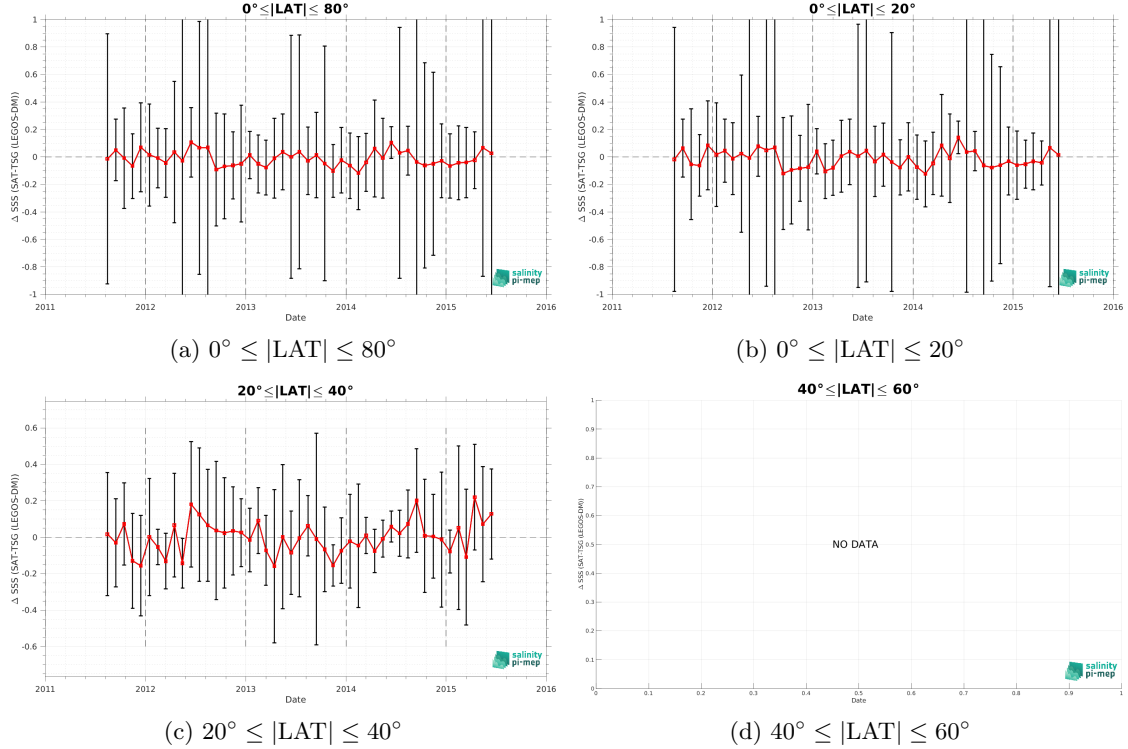 0°≤|LAT|≤ 80°
1
0.8
0.6
0.4
0.2
0
-0.2
-0.4
-0.6
-0.8
-1
Δ SSS (SAT-TSG (LEGOS-DM))
2011
2012
2013
2014
2015
2016
Date
salinity
pi-mep
(a) 0° ≤ |LAT| ≤ 80°
0°≤|LAT|≤ 20°
1
0.8
0.6
0.4
0.2
0
-0.2
-0.4
-0.6
-0.8
-1
Δ SSS (SAT-TSG (LEGOS-DM))
2011
2012
2013
2014
2015
2016
Date
salinity
pi-mep
(b) 0° ≤ |LAT| ≤ 20°
20°≤|LAT|≤ 40°
0.6
0.4
0.2
0
-0.2
-0.4
-0.6
Δ SSS (SAT-TSG (LEGOS-DM))
2011
2012
2013
2014
2015
2016
Date
salinity
pi-mep
(c) 20° ≤ |LAT| ≤ 40°
40°≤|LAT|≤ 60°
1
0.9
0.8
0.7
0.6
0.5
0.4
0.3
0.2
0.1
0
Δ SSS (SAT-TSG (LEGOS-DM))
NO DATA
0
0.1
0.2
0.3
0.4
0.5
0.6
0.7
0.8
0.9
1
Date
salinity
pi-mep
(d) 40° ≤ |LAT| ≤ 60°